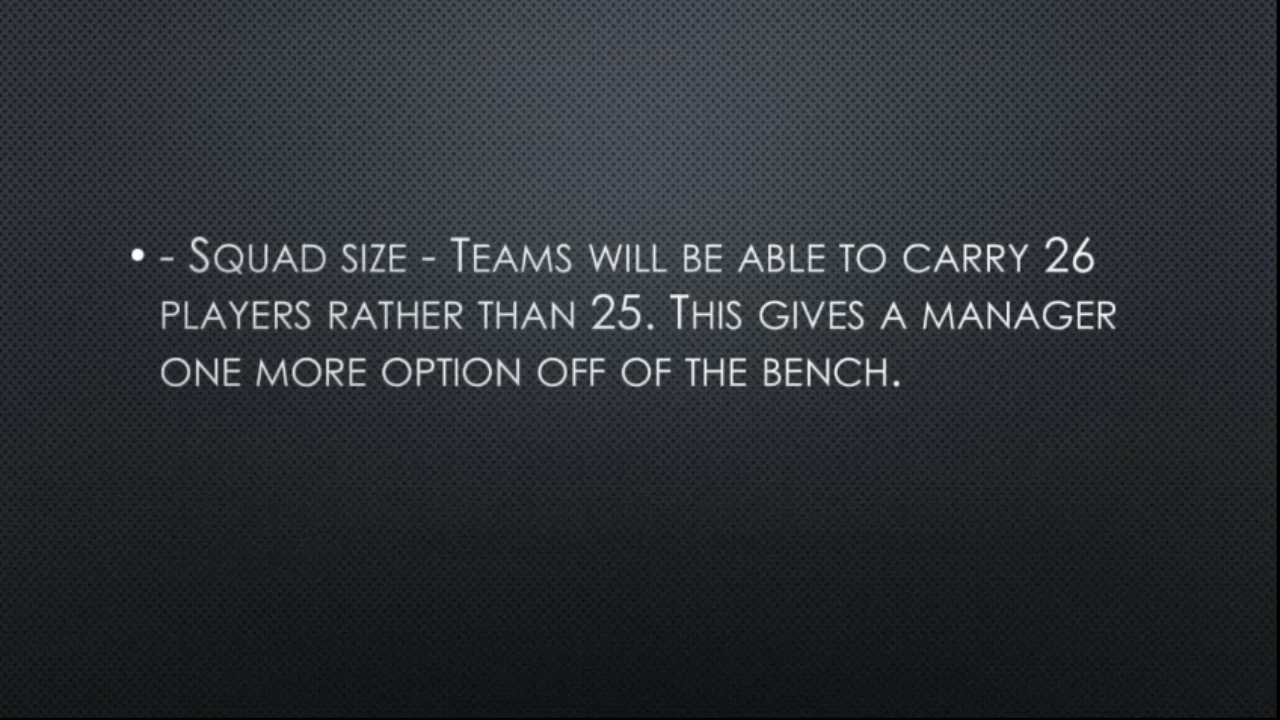 • - Squad size - Teams will be able to carry 26
players rather than 25. This gives a manager
one more option off of the bench.